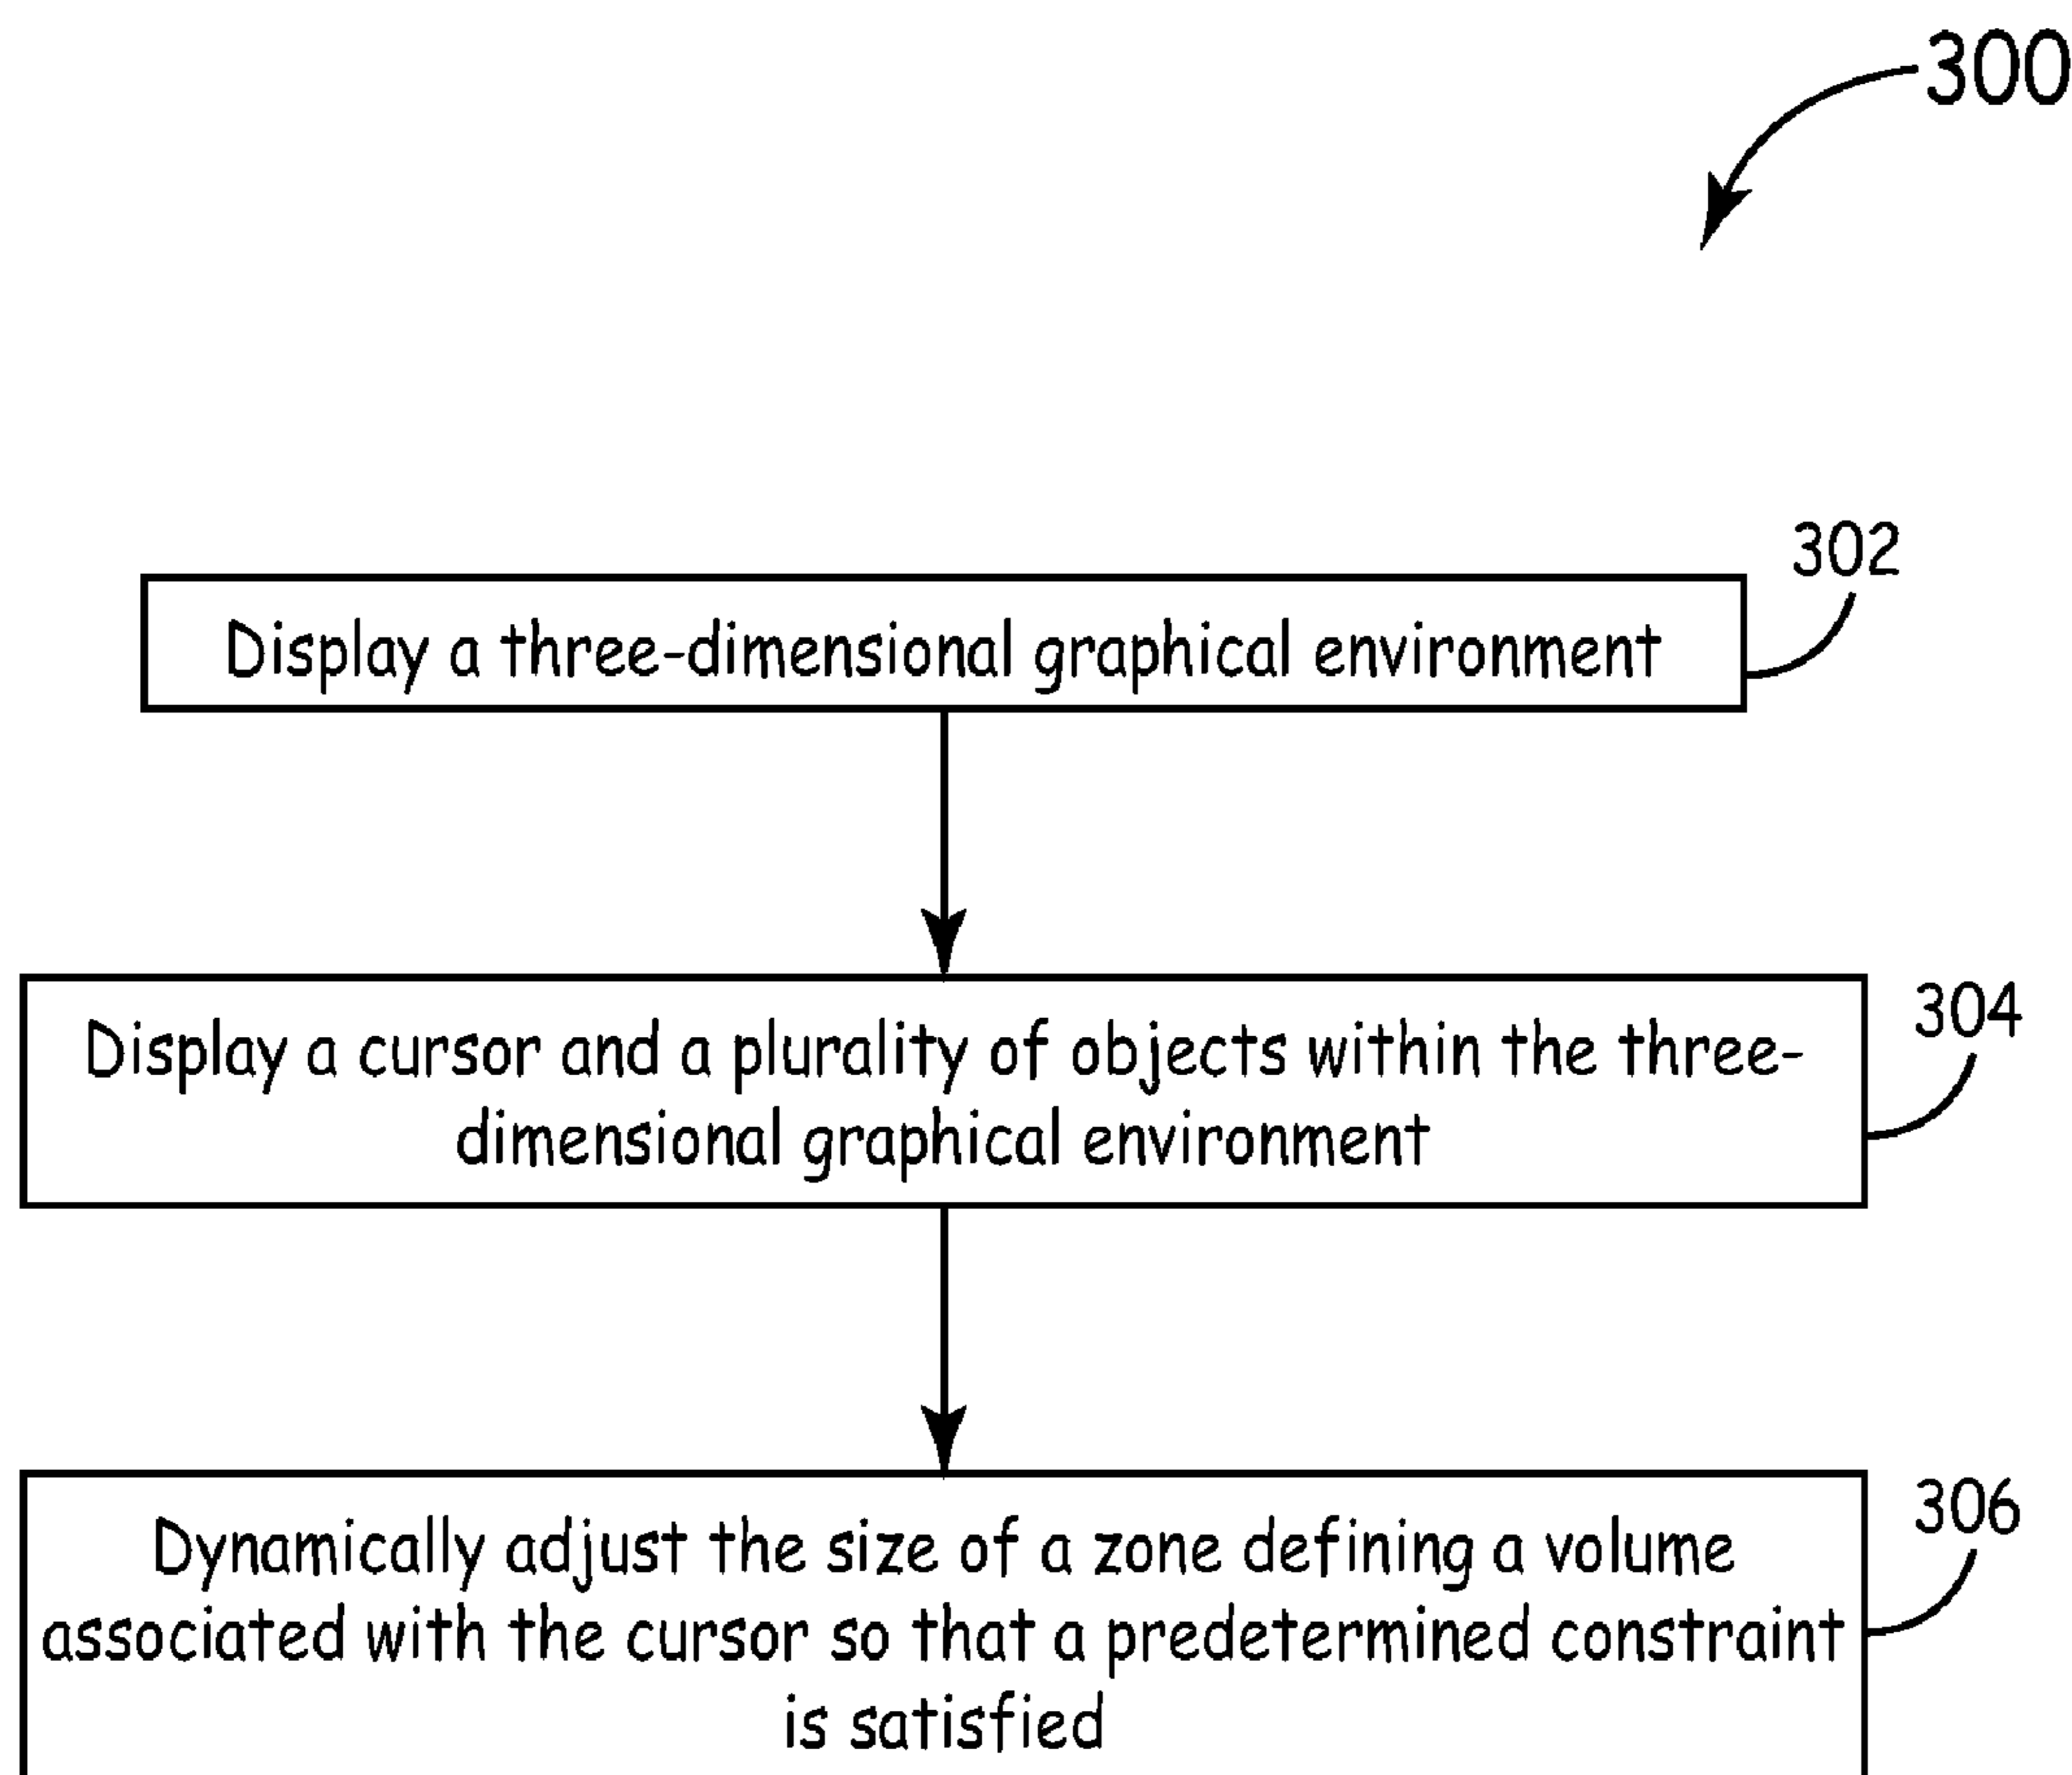 300
302
Display a three-dimensional graphical environment
304
Display a cursor and a plurality of objects within the three-
dimensional graphical environment
306
Dynamically adjust the size of a zone defining a volume
associated with the cursor so that a predetermined constraint
is satisfied